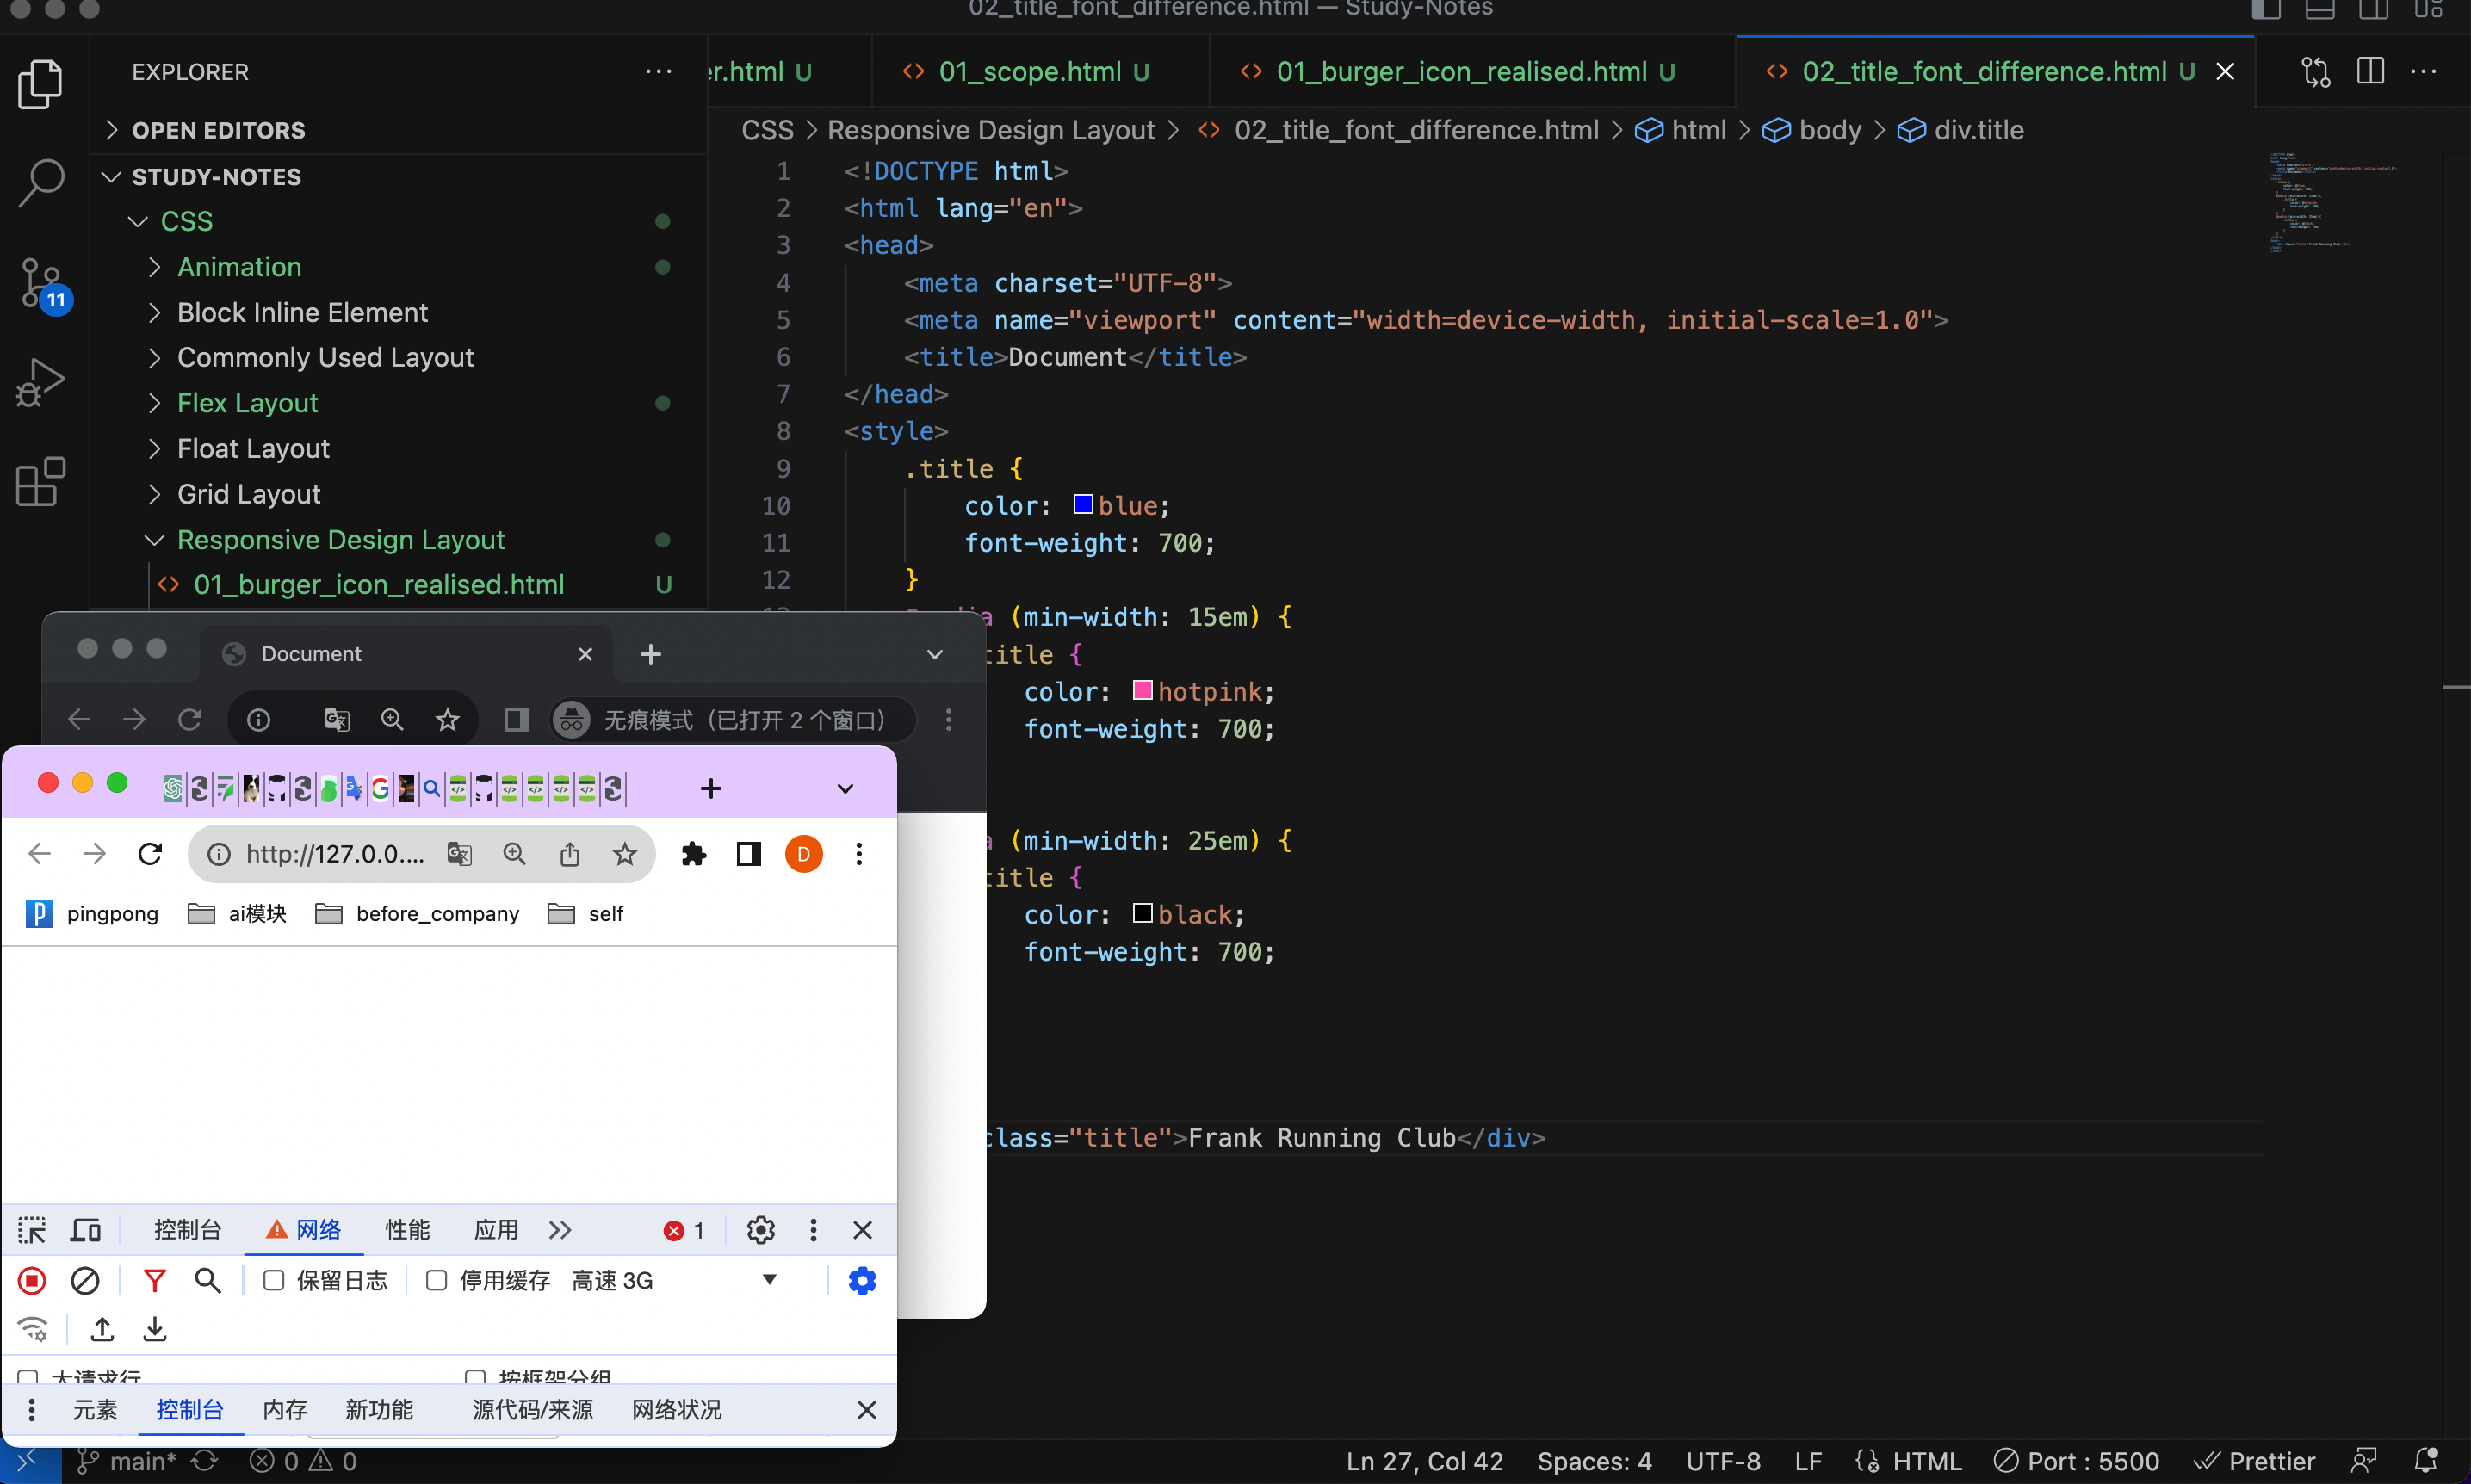 02_title_font_difference.html — Study-Notes
EXPLORER
er.html U
01_scope.html U
01_burger_icon_realised.html U
02_title_font_difference.html U
OPEN EDITORS
CSS > Responsive Design Layout > 02_title_font_difference.html > html > body > div.title
STUDY-NOTES
CSS
Animation
Block Inline Element
Commonly Used Layout
Flex Layout
Float Layout
Grid Layout
Responsive Design Layout
01_burger_icon_realised.html U
11
1 <!DOCTYPE html>
2 <html lang="en">
3 <head>
4 <meta charset="UTF-8">
5 <meta name="viewport" content="width=device-width, initial-scale=1.0">
6 <title>Document</title>
7 </head>
8 <style>
9 .title {
10 color: blue;
11 font-weight: 700;
12 }
(min-width: 15em) {
title {
color: hotpink;
font-weight: 700;
(min-width: 25em) {
title {
color: black;
font-weight: 700;
class="title">Frank Running Club</div>
Document
无痕模式（已打开 2 个窗口）
http://127.0.0....
D
pingpong
ai模块
before_company
self
控制台 网络 性能 应用 1
保留日志 停用缓存 高速 3G
大请求行 按框架分组
元素 控制台 内存 新功能 源代码/来源 网络状况
main* 0 0
Ln 27, Col 42 Spaces: 4 UTF-8 LF HTML Port : 5500 Prettier